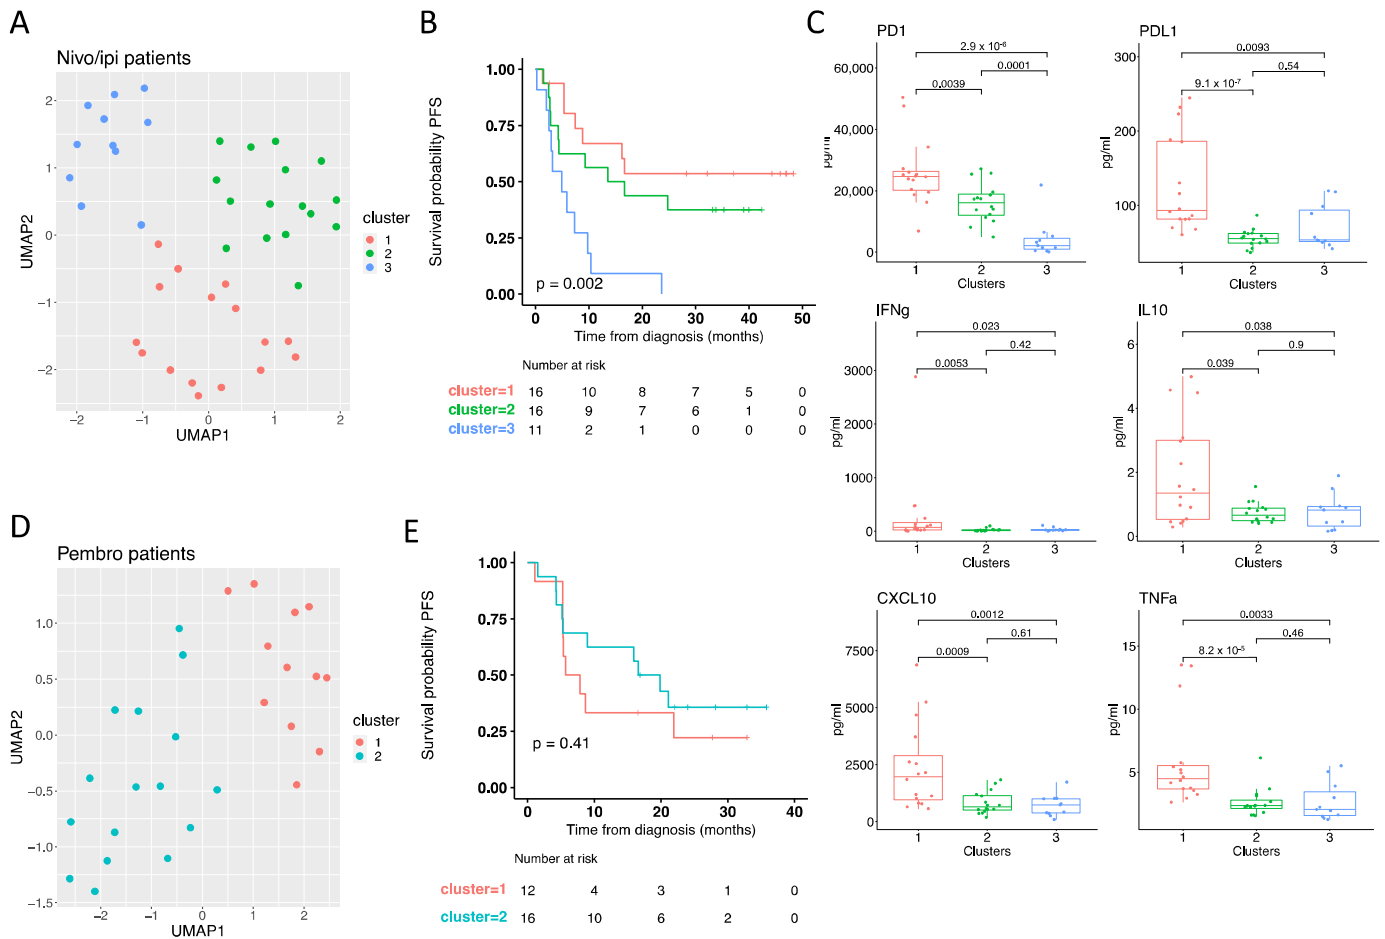 A
Nivo/ipi patients
2
1
0
−1
−2
UMAP2
−2
−1
0
1
2
UMAP1
cluster
1
2
3
B
Survival probability PFS
1.00
0.75
0.50
0.25
0.00
p = 0.002
0
10
20
30
40
50
Time from diagnosis (months)
Number at risk
cluster=1 16 10 8 7 5 0
cluster=2 16 9 7 6 1 0
cluster=3 11 2 1 0 0 0
C
PD1
2.9 x 10⁻⁶
0.0039
0.0001
60,000
40,000
20,000
0
pg/ml
1 2 3
Clusters
PDL1
0.0093
9.1 x 10⁻⁷
0.54
300
200
100
pg/ml
1 2 3
Clusters
IFNg
0.023
0.0053
0.42
3000
2000
1000
0
pg/ml
1 2 3
Clusters
IL10
0.038
0.039
0.9
6
4
2
0
pg/ml
1 2 3
Clusters
CXCL10
0.0012
0.0009
0.61
7500
5000
2500
0
pg/ml
1 2 3
Clusters
TNFa
0.0033
8.2 x 10⁻⁵
0.46
15
10
5
pg/ml
1 2 3
Clusters
D
Pembro patients
1.0
0.5
0.0
−0.5
−1.0
−1.5
UMAP2
−2
−1
0
1
2
UMAP1
cluster
1
2
E
Survival probability PFS
1.00
0.75
0.50
0.25
0.00
p = 0.41
0
10
20
30
40
Time from diagnosis (months)
Number at risk
cluster=1 12 4 3 1 0
cluster=2 16 10 6 2 0